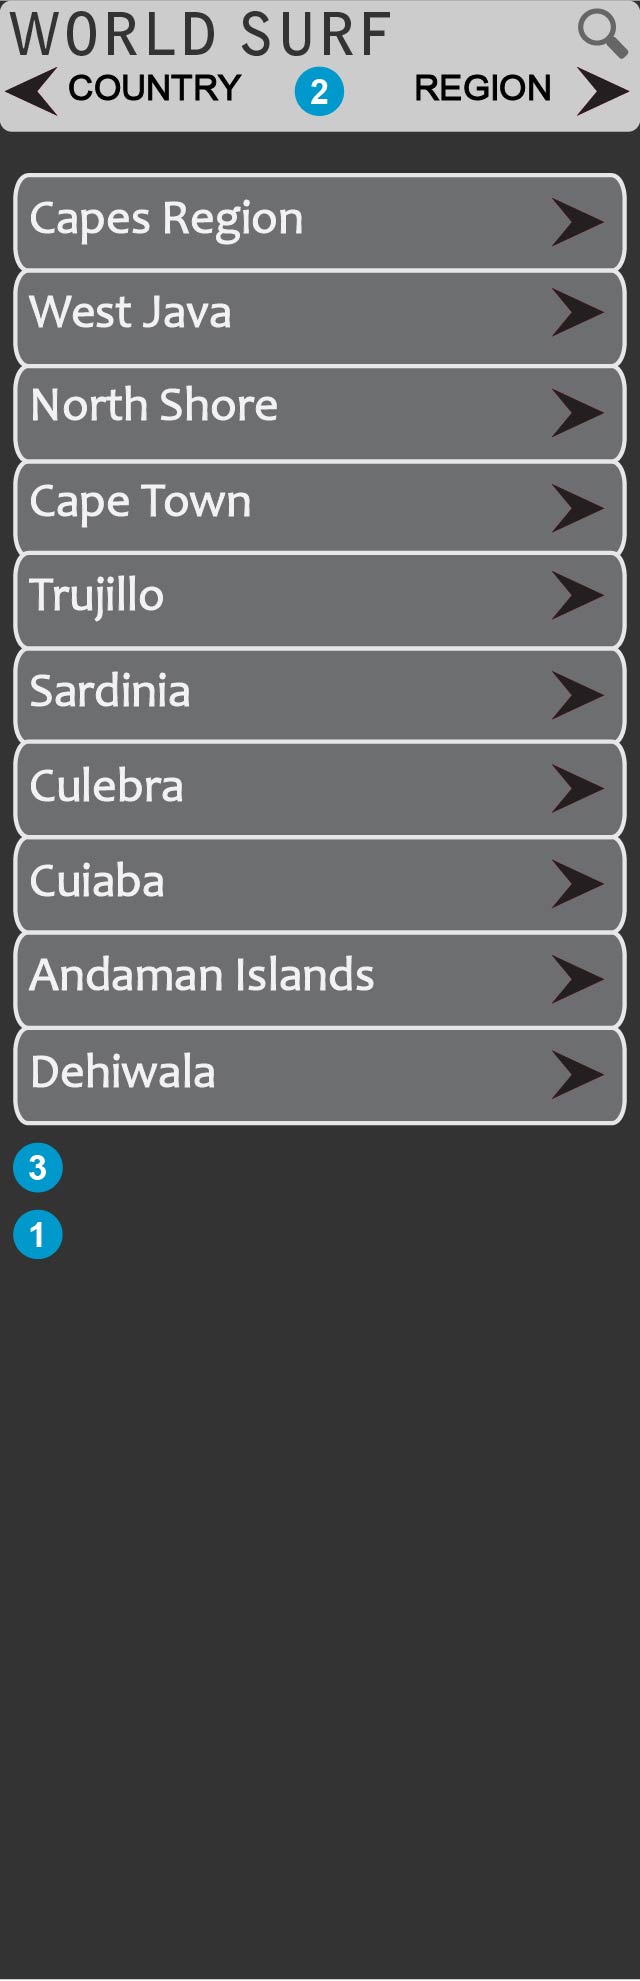 WORLD SURF
COUNTRY 2 REGION
Capes Region
West Java
North Shore
Cape Town
Trujillo
Sardinia
Culebra
Cuiaba
Andaman Islands
Dehiwala
3
1